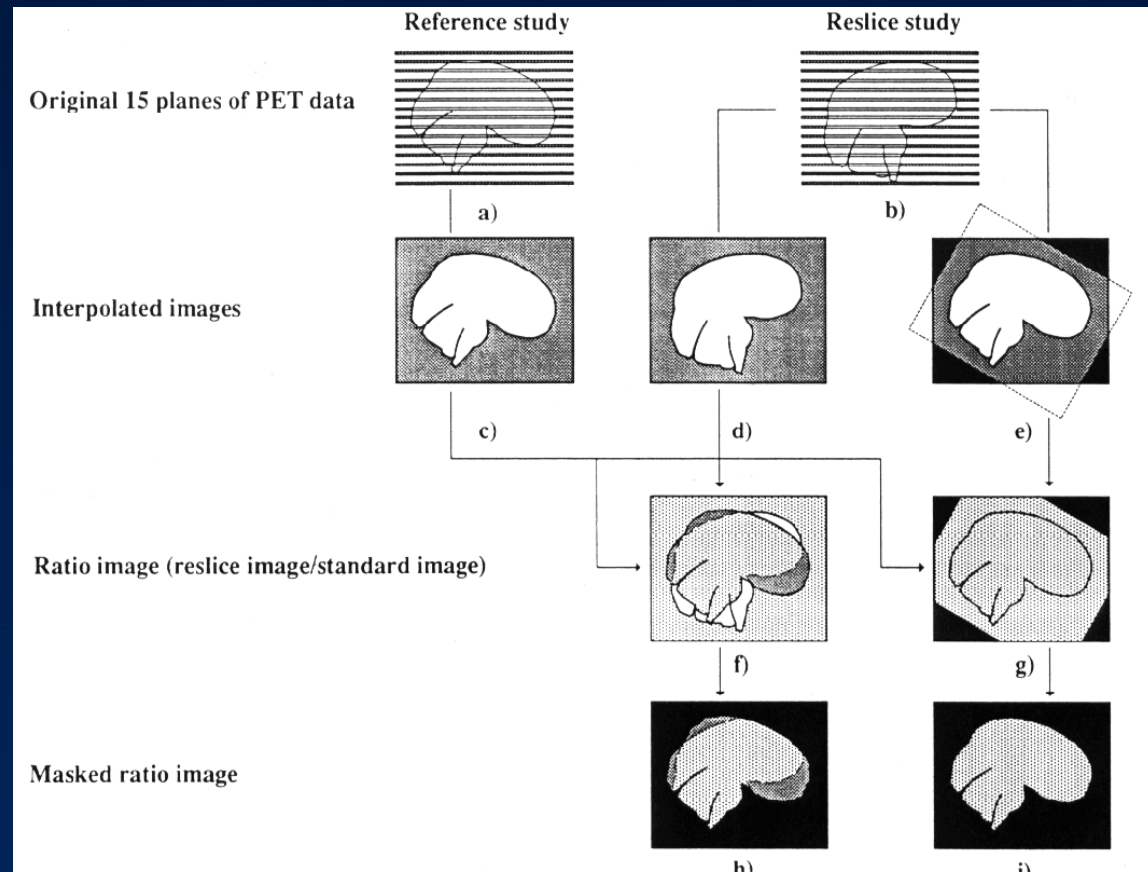 Reference study
Reslice study
Original 15 planes of PET data
a)
b)
Interpolated images
c)
d)
e)
Ratio image (reslice image/standard image)
f)
g)
Masked ratio image
h)
i)